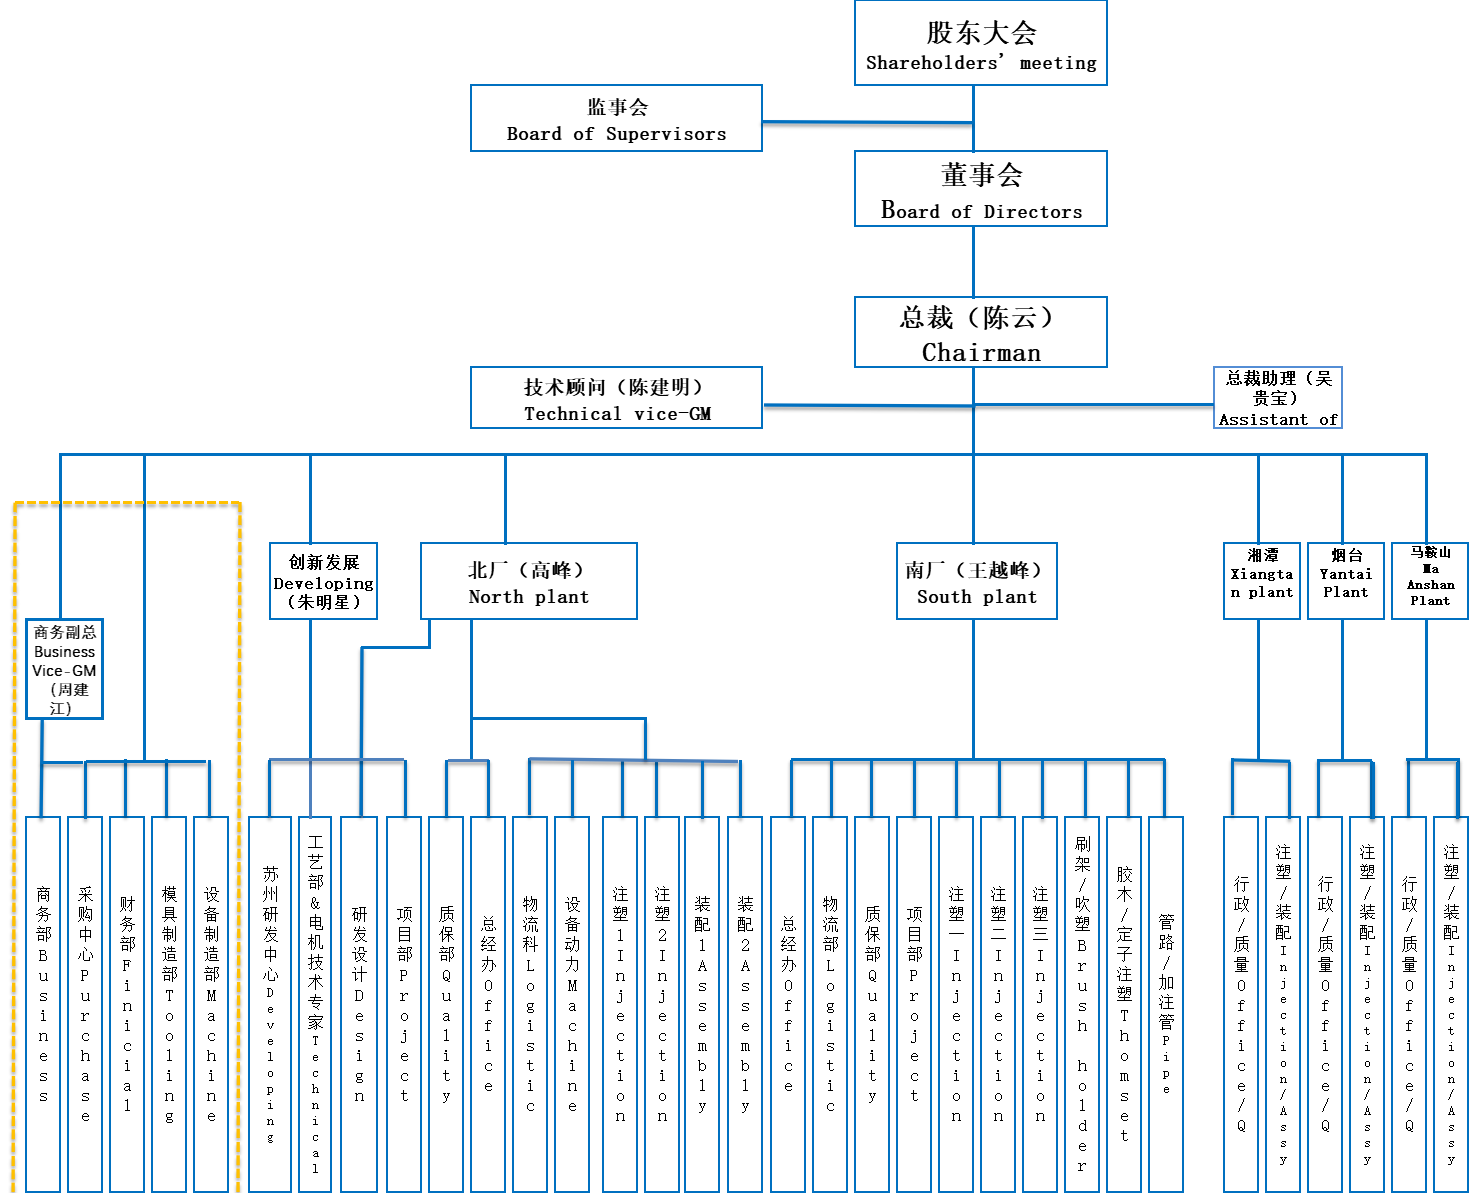 股东大会
Shareholders’ meeting
监事会
Board of Supervisors
董事会
Board of Directors
总裁（陈云）
Chairman
技术顾问（陈建明）
Technical vice-GM
总裁助理（吴
贵宝）
Assistant of
创新发展
Developing
（朱明星）
北厂（高峰）
North plant
南厂（王越峰）
South plant
湘潭
Xiangta
n plant
烟台
Yantai
Plant
马鞍山
Ma
Anshan
Plant
商务副总
Business
Vice-GM
（周建
江）
商务部Business
采购中心Purchase
财务部Finicial
模具制造部Tooling
设备制造部Machine
苏州研发中心Developing
工艺部&电机技术专家Technical
研发设计Design
项目部Project
质保部Quality
总经办Office
物流科Logistic
设备动力Machine
注塑1Injection
注塑2Injection
装配1Assembly
装配2Assembly
总经办Office
物流部Logistic
质保部Quality
项目部Project
注塑一Injection
注塑二Injection
注塑三Injection
刷架/吹塑Brush holder
胶木/定子注塑Thomset
管路/加注管Pipe
行政/质量Office/Q
注塑/装配Injection/Assy
行政/质量Office/Q
注塑/装配Injection/Assy
行政/质量Office/Q
注塑/装配Injection/Assy